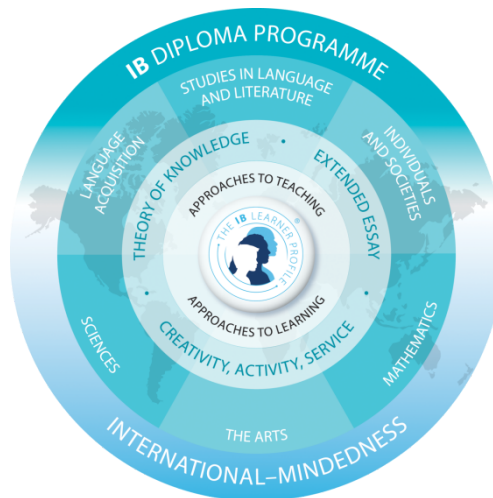 IB DIPLOMA PROGRAMME
STUDIES IN LANGUAGE
AND LITERATURE
LANGUAGE
ACQUISITION
INDIVIDUALS
AND SOCIETIES
THEORY OF KNOWLEDGE
EXTENDED ESSAY
APPROACHES TO TEACHING
THE IB LEARNER PROFILE
®
APPROACHES TO LEARNING
CREATIVITY, ACTIVITY, SERVICE
SCIENCES
MATHEMATICS
THE ARTS
INTERNATIONAL–MINDEDNESS